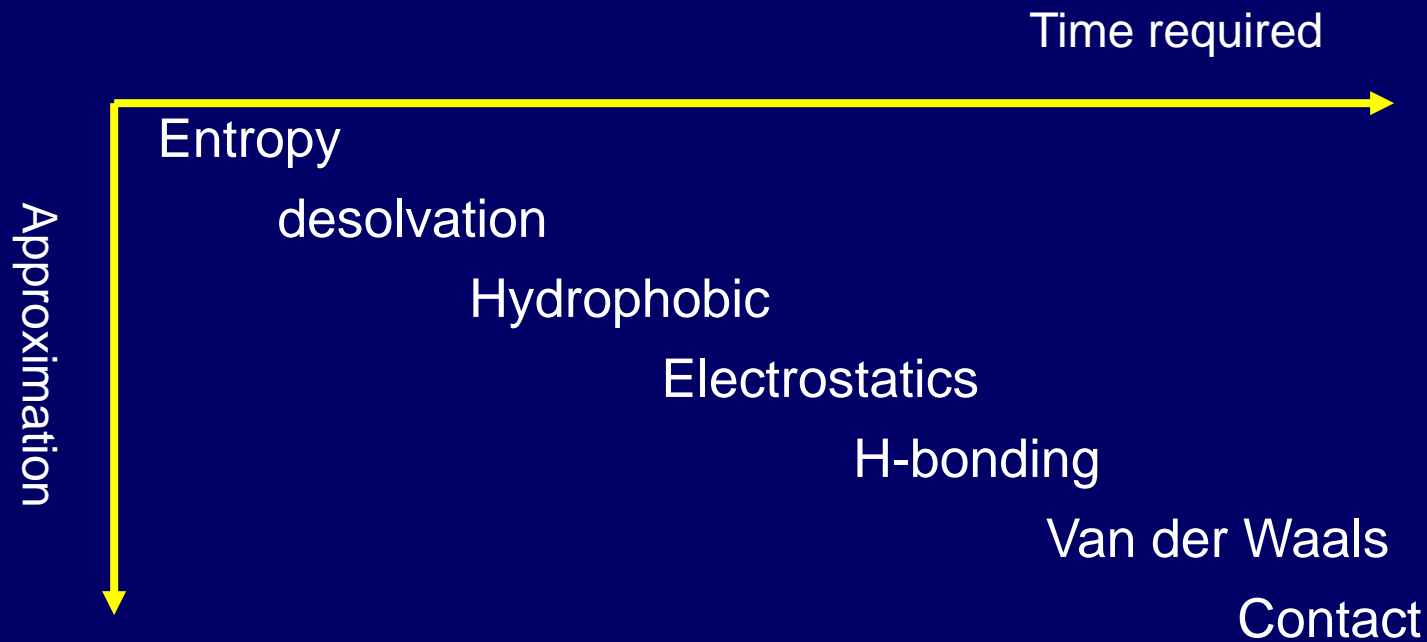 Time required
Entropy
desolvation
Approximation
Hydrophobic
Electrostatics
H-bonding
Van der Waals
Contact